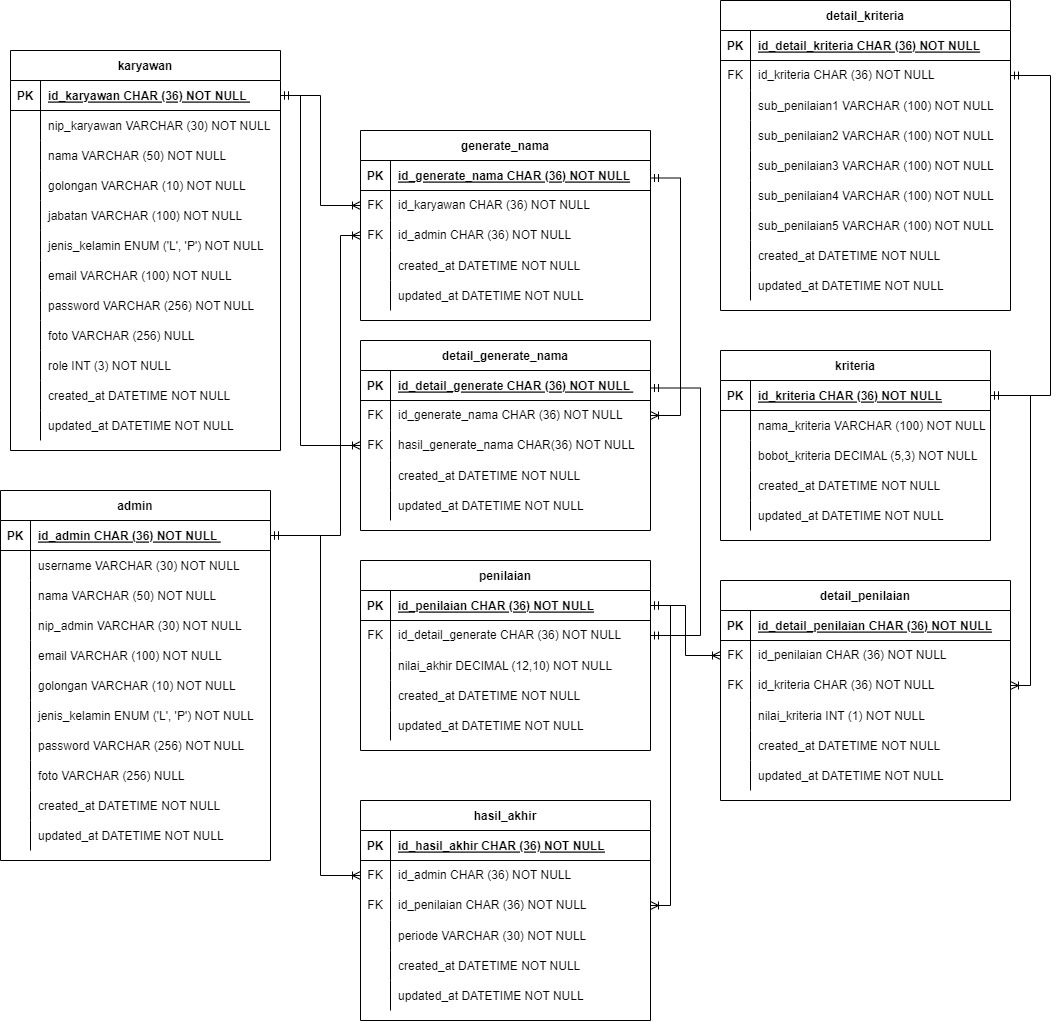 karyawan
PK id_karyawan CHAR (36) NOT NULL
nip_karyawan VARCHAR (30) NOT NULL
nama VARCHAR (50) NOT NULL
golongan VARCHAR (10) NOT NULL
jabatan VARCHAR (100) NOT NULL
jenis_kelamin ENUM ('L', 'P') NOT NULL
email VARCHAR (100) NOT NULL
password VARCHAR (256) NOT NULL
foto VARCHAR (256) NULL
role INT (3) NOT NULL
created_at DATETIME NOT NULL
updated_at DATETIME NOT NULL
admin
PK id_admin CHAR (36) NOT NULL
username VARCHAR (30) NOT NULL
nama VARCHAR (50) NOT NULL
nip_admin VARCHAR (30) NOT NULL
email VARCHAR (100) NOT NULL
golongan VARCHAR (10) NOT NULL
jenis_kelamin ENUM ('L', 'P') NOT NULL
password VARCHAR (256) NOT NULL
foto VARCHAR (256) NULL
created_at DATETIME NOT NULL
updated_at DATETIME NOT NULL
generate_nama
PK id_generate_nama CHAR (36) NOT NULL
FK id_karyawan CHAR (36) NOT NULL
FK id_admin CHAR (36) NOT NULL
created_at DATETIME NOT NULL
updated_at DATETIME NOT NULL
detail_generate_nama
PK id_detail_generate CHAR (36) NOT NULL
FK id_generate_nama CHAR (36) NOT NULL
FK hasil_generate_nama CHAR(36) NOT NULL
created_at DATETIME NOT NULL
updated_at DATETIME NOT NULL
penilaian
PK id_penilaian CHAR (36) NOT NULL
FK id_detail_generate CHAR (36) NOT NULL
nilai_akhir DECIMAL (12,10) NOT NULL
created_at DATETIME NOT NULL
updated_at DATETIME NOT NULL
hasil_akhir
PK id_hasil_akhir CHAR (36) NOT NULL
FK id_admin CHAR (36) NOT NULL
FK id_penilaian CHAR (36) NOT NULL
periode VARCHAR (30) NOT NULL
created_at DATETIME NOT NULL
updated_at DATETIME NOT NULL
detail_kriteria
PK id_detail_kriteria CHAR (36) NOT NULL
FK id_kriteria CHAR (36) NOT NULL
sub_penilaian1 VARCHAR (100) NOT NULL
sub_penilaian2 VARCHAR (100) NOT NULL
sub_penilaian3 VARCHAR (100) NOT NULL
sub_penilaian4 VARCHAR (100) NOT NULL
sub_penilaian5 VARCHAR (100) NOT NULL
created_at DATETIME NOT NULL
updated_at DATETIME NOT NULL
kriteria
PK id_kriteria CHAR (36) NOT NULL
nama_kriteria VARCHAR (100) NOT NULL
bobot_kriteria DECIMAL (5,3) NOT NULL
created_at DATETIME NOT NULL
updated_at DATETIME NOT NULL
detail_penilaian
PK id_detail_penilaian CHAR (36) NOT NULL
FK id_penilaian CHAR (36) NOT NULL
FK id_kriteria CHAR (36) NOT NULL
nilai_kriteria INT (1) NOT NULL
created_at DATETIME NOT NULL
updated_at DATETIME NOT NULL